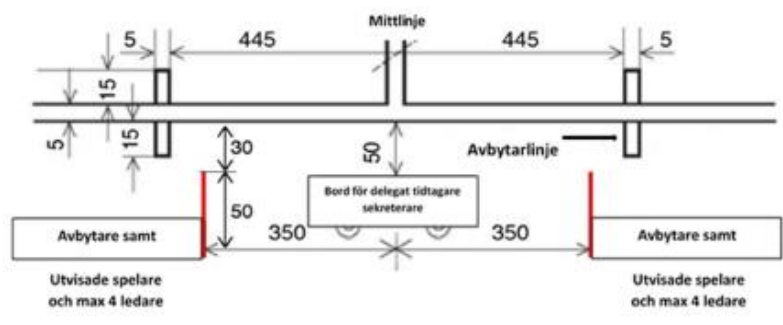 Mittlinje
5
445
445
5
15
15
5
30
50
Avbytarlinje
50
Bord för delegat tidtagare
sekreterare
350
350
Avbytare samt
Avbytare samt
Utvisade spelare
och max 4 ledare
Utvisade spelare
och max 4 ledare